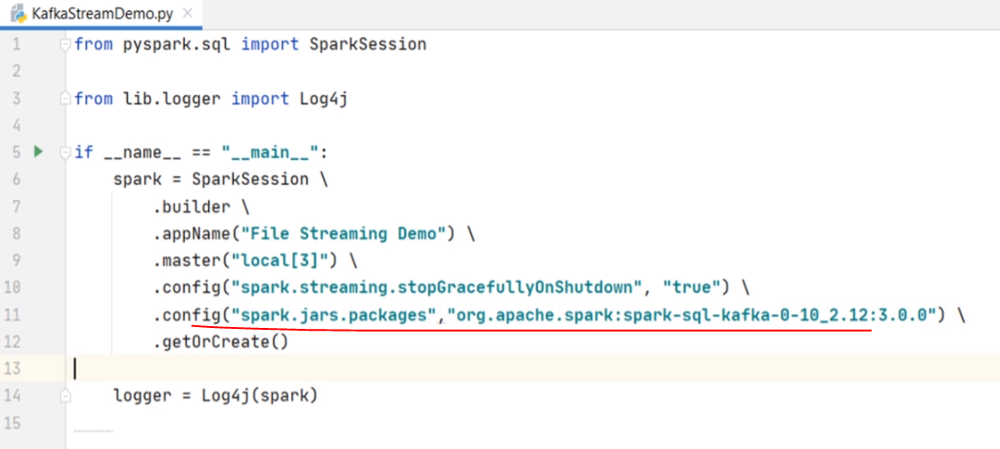 KafkaStreamDemo.py
1 from pyspark.sql import SparkSession
2
3 from lib.logger import Log4j
4
5 if __name__ == "__main__":
6 spark = SparkSession \
7 .builder \
8 .appName("File Streaming Demo") \
9 .master("local[3]") \
10 .config("spark.streaming.stopGracefullyOnShutdown", "true") \
11 .config("spark.jars.packages","org.apache.spark:spark-sql-kafka-0-10_2.12:3.0.0") \
12 .getOrCreate()
13
14 logger = Log4j(spark)
15